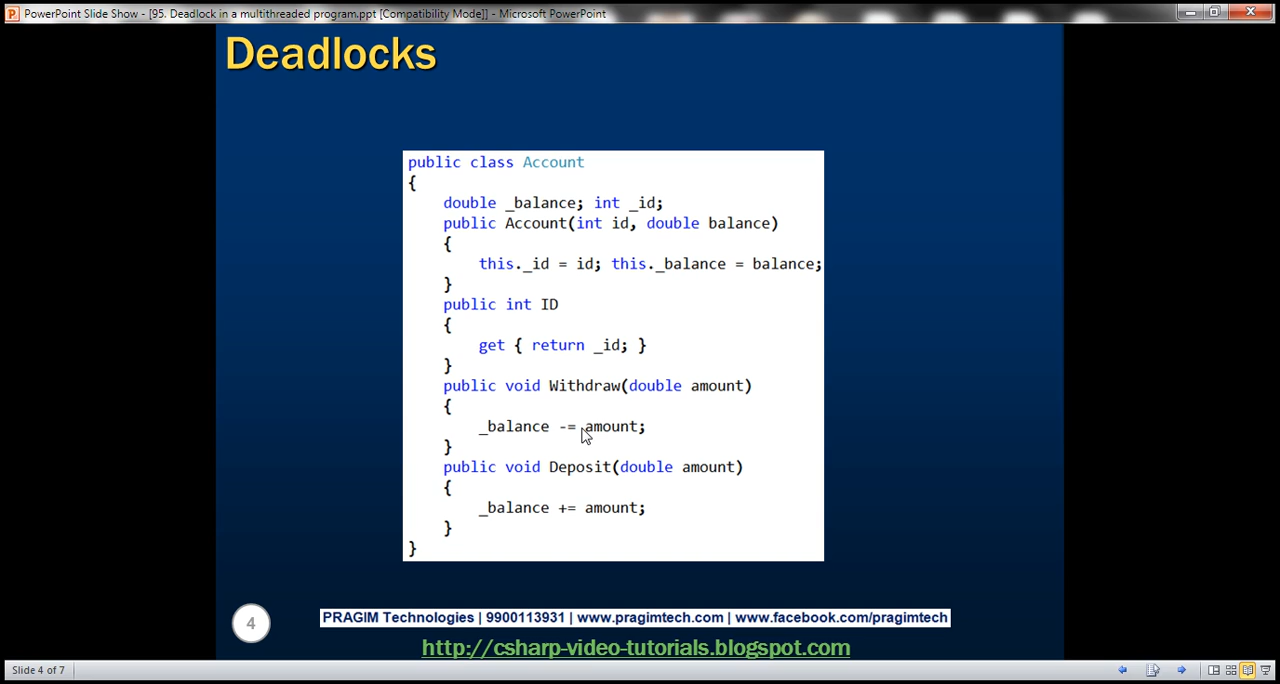 PowerPoint Slide Show - [95. Deadlock in a multithreaded program.ppt [Compatibility Mode]] - Microsoft PowerPoint
Deadlocks
public class Account
{
double _balance; int _id;
public Account(int id, double balance)
{
this._id = id; this._balance = balance;
}
public int ID
{
get { return _id; }
}
public void Withdraw(double amount)
{
_balance -= amount;
}
public void Deposit(double amount)
{
_balance += amount;
}
}
4
PRAGIM Technologies | 9900113931 | www.pragimtech.com | www.facebook.com/pragimtech
http://csharp-video-tutorials.blogspot.com
Slide 4 of 7